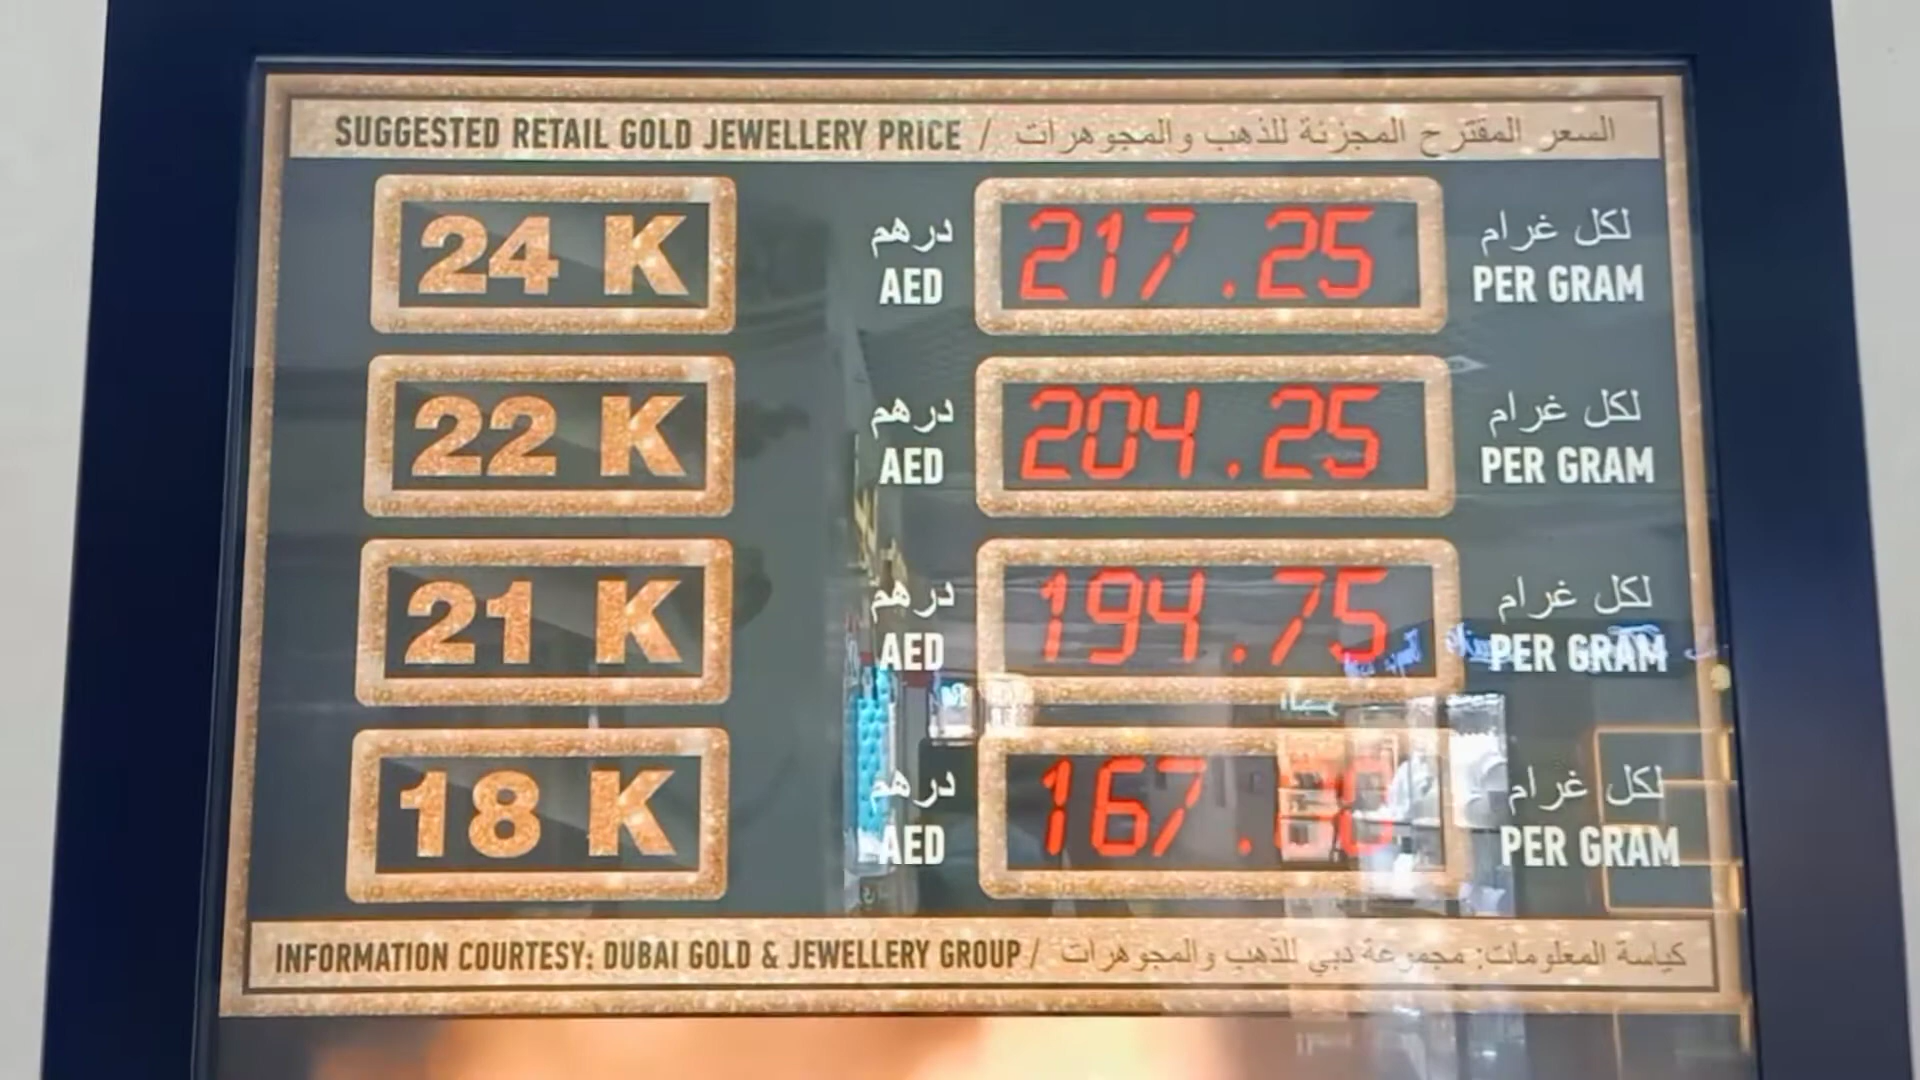 SUGGESTED RETAIL GOLD JEWELLERY PRICE / السعر المقترح المجزئة للذهب والمجوهرات
24 K درهم 217.25 لكل غرام
AED PER GRAM
22 K درهم 204.25 لكل غرام
AED PER GRAM
21 K درهم 194.75 لكل غرام
AED PER GRAM
18 K درهم 167.00 لكل غرام
AED PER GRAM
INFORMATION COURTESY: DUBAI GOLD & JEWELLERY GROUP / كياسة المعلومات: مجموعة دبي للذهب والمجوهرات